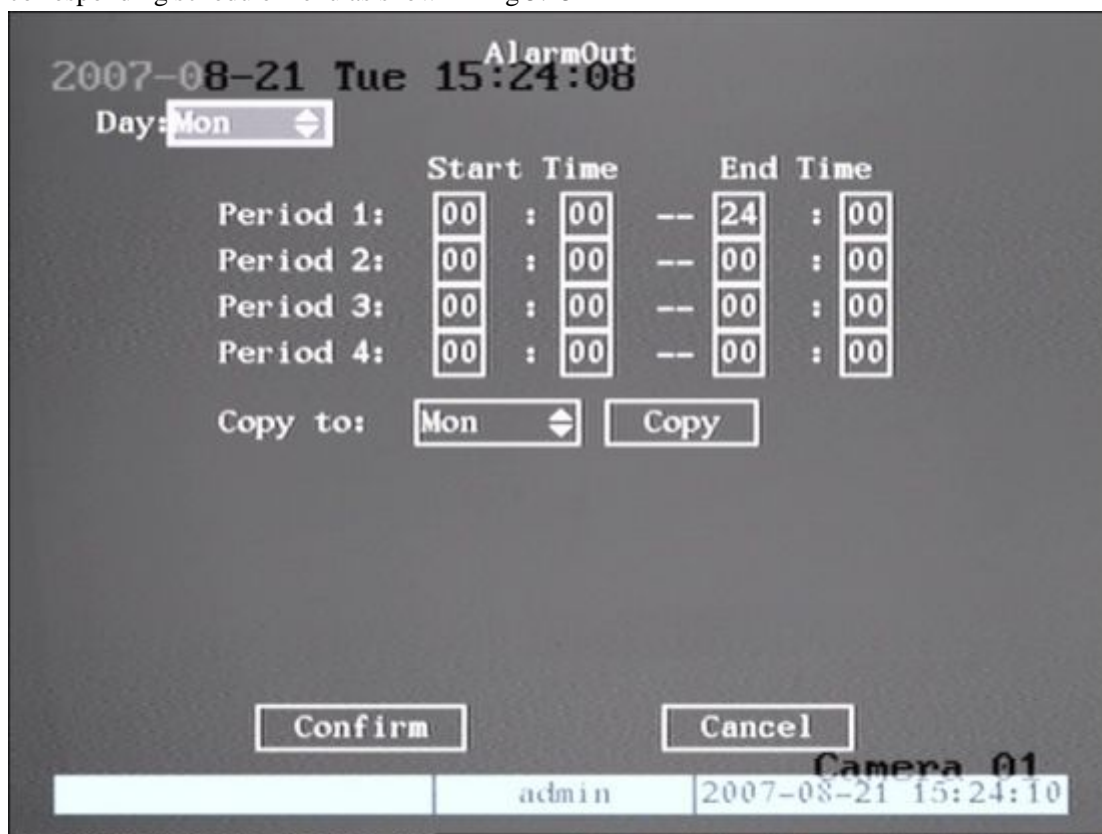 AlarmOut
2007-08-21 Tue 15:24:08
Day: Mon
Start Time End Time
Period 1: 00 : 00 -- 24 : 00
Period 2: 00 : 00 -- 00 : 00
Period 3: 00 : 00 -- 00 : 00
Period 4: 00 : 00 -- 00 : 00
Copy to: Mon Copy
Confirm Cancel
Camera 01
admin 2007-08-21 15:24:10